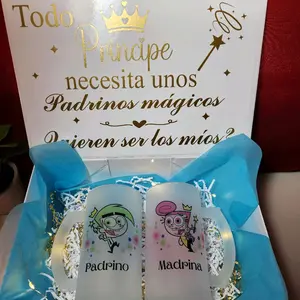 Todo
Príncipe
necesita unos
Padrinos mágicos
Quieren ser los míos?
Padrino
Madrina